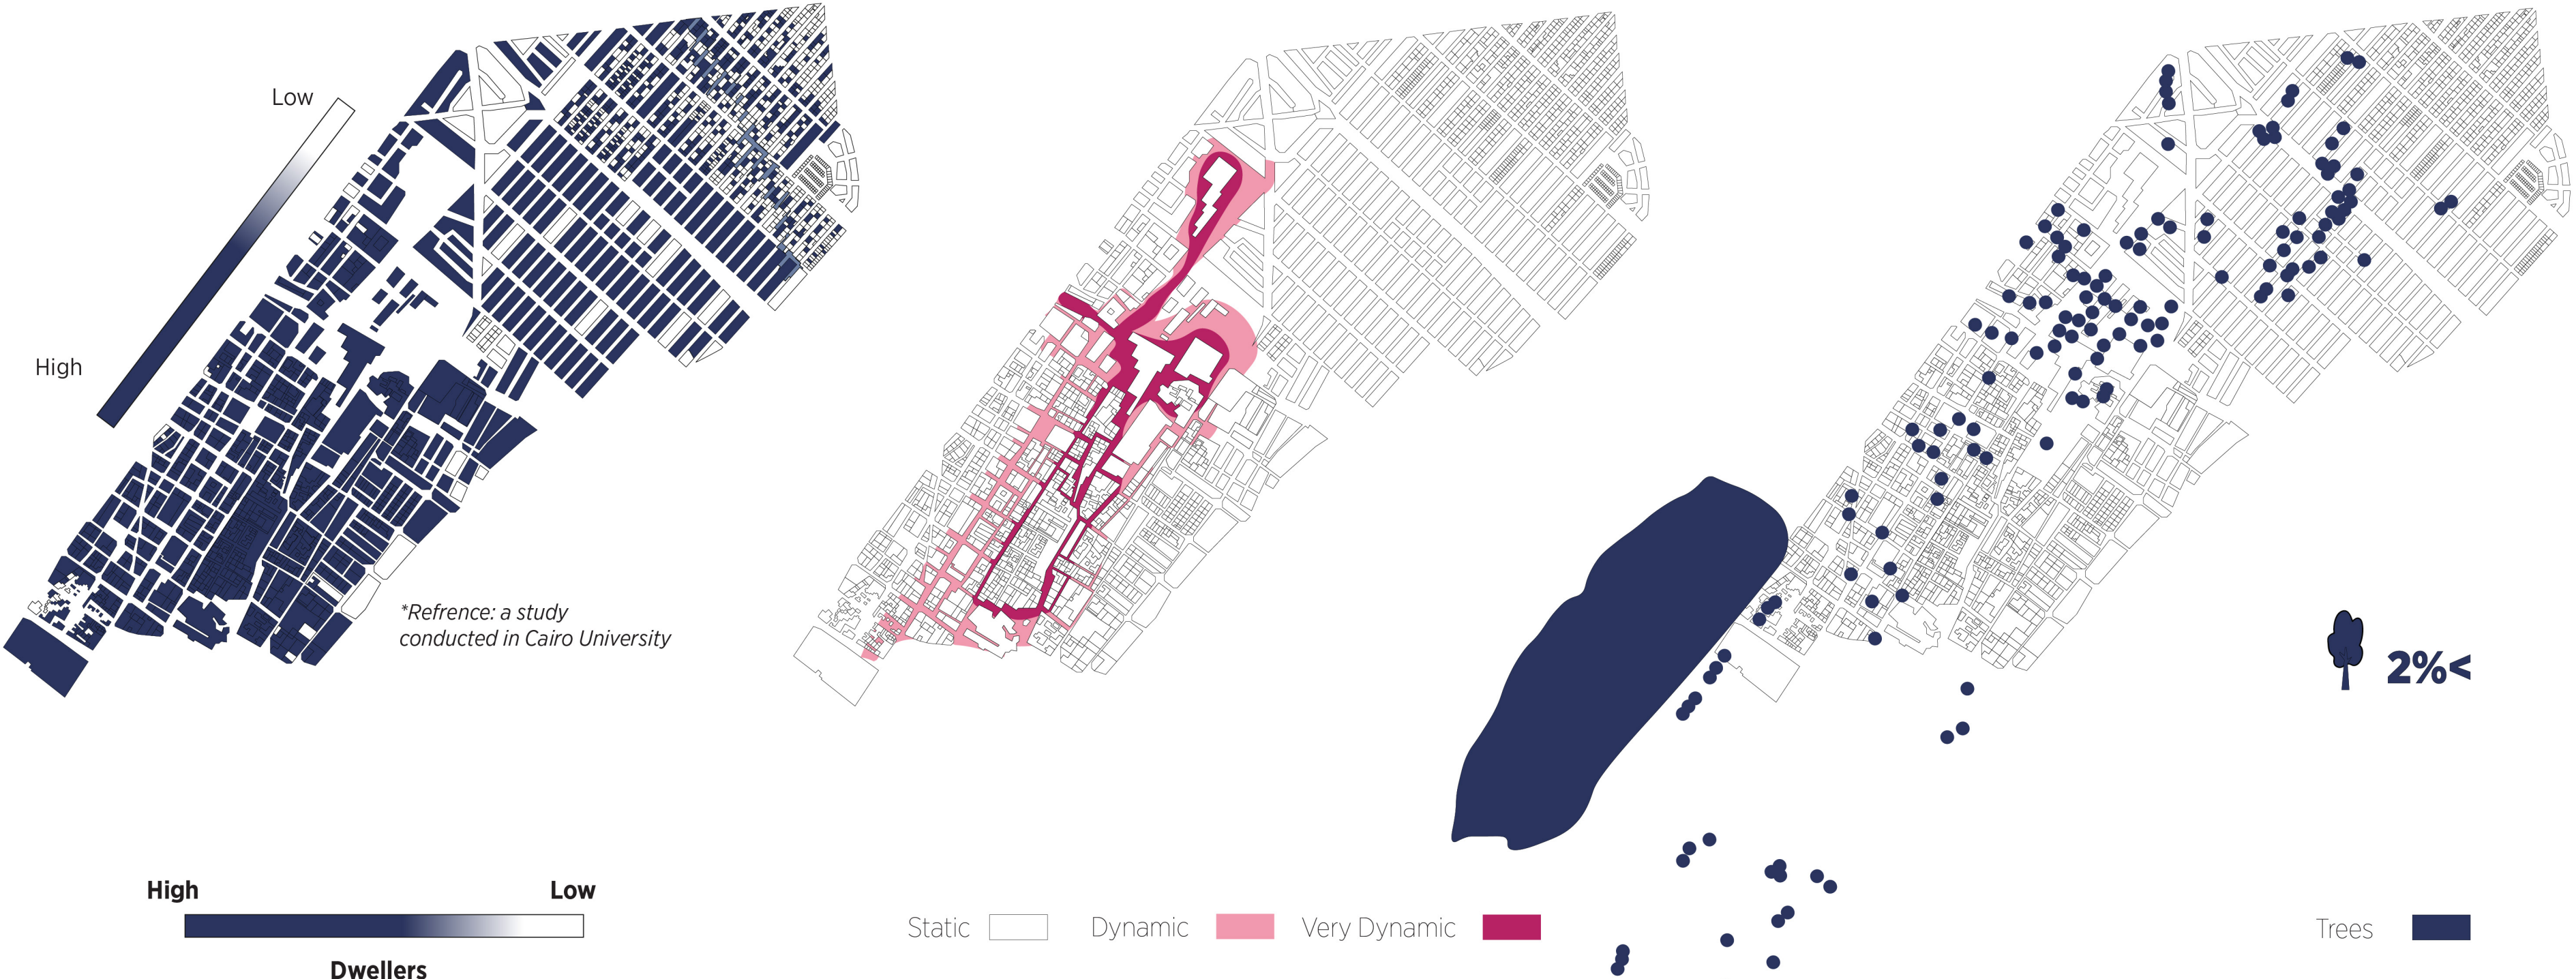 Low
High
*Refrence: a study
conducted in Cairo University
2%<
High
Low
Dwellers
Static
Dynamic
Very Dynamic
Trees